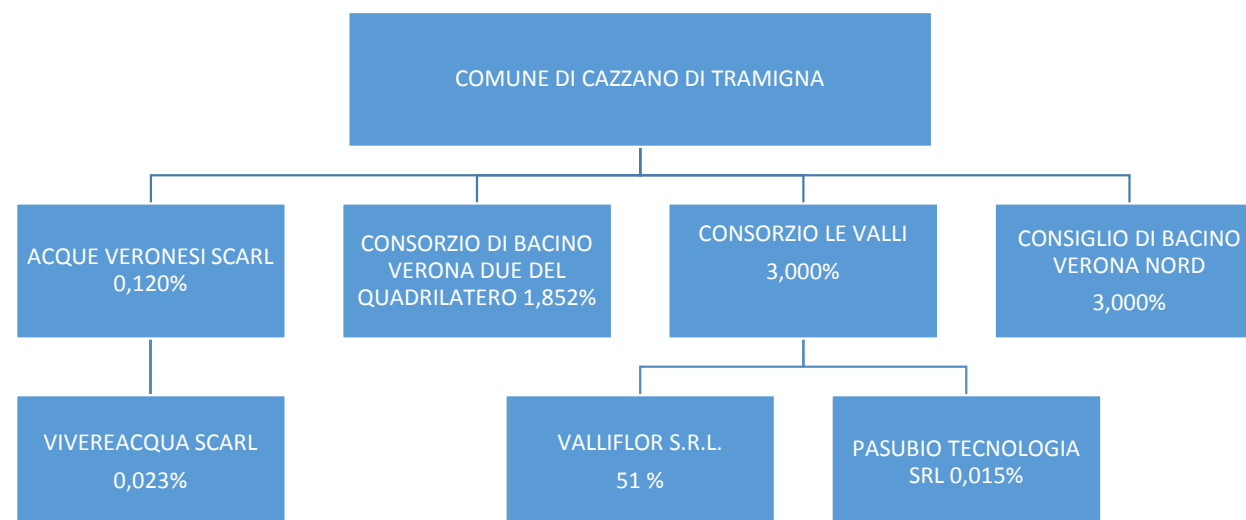 COMUNE DI CAZZANO DI TRAMIGNA
ACQUE VERONESI SCARL
0,120%
CONSORZIO DI BACINO
VERONA DUE DEL
QUADRILATERO 1,852%
CONSORZIO LE VALLI
3,000%
CONSIGLIO DI BACINO
VERONA NORD
3,000%
VIVEREACQUA SCARL
0,023%
VALLIFLOR S.R.L.
51 %
PASUBIO TECNOLOGIA
SRL 0,015%